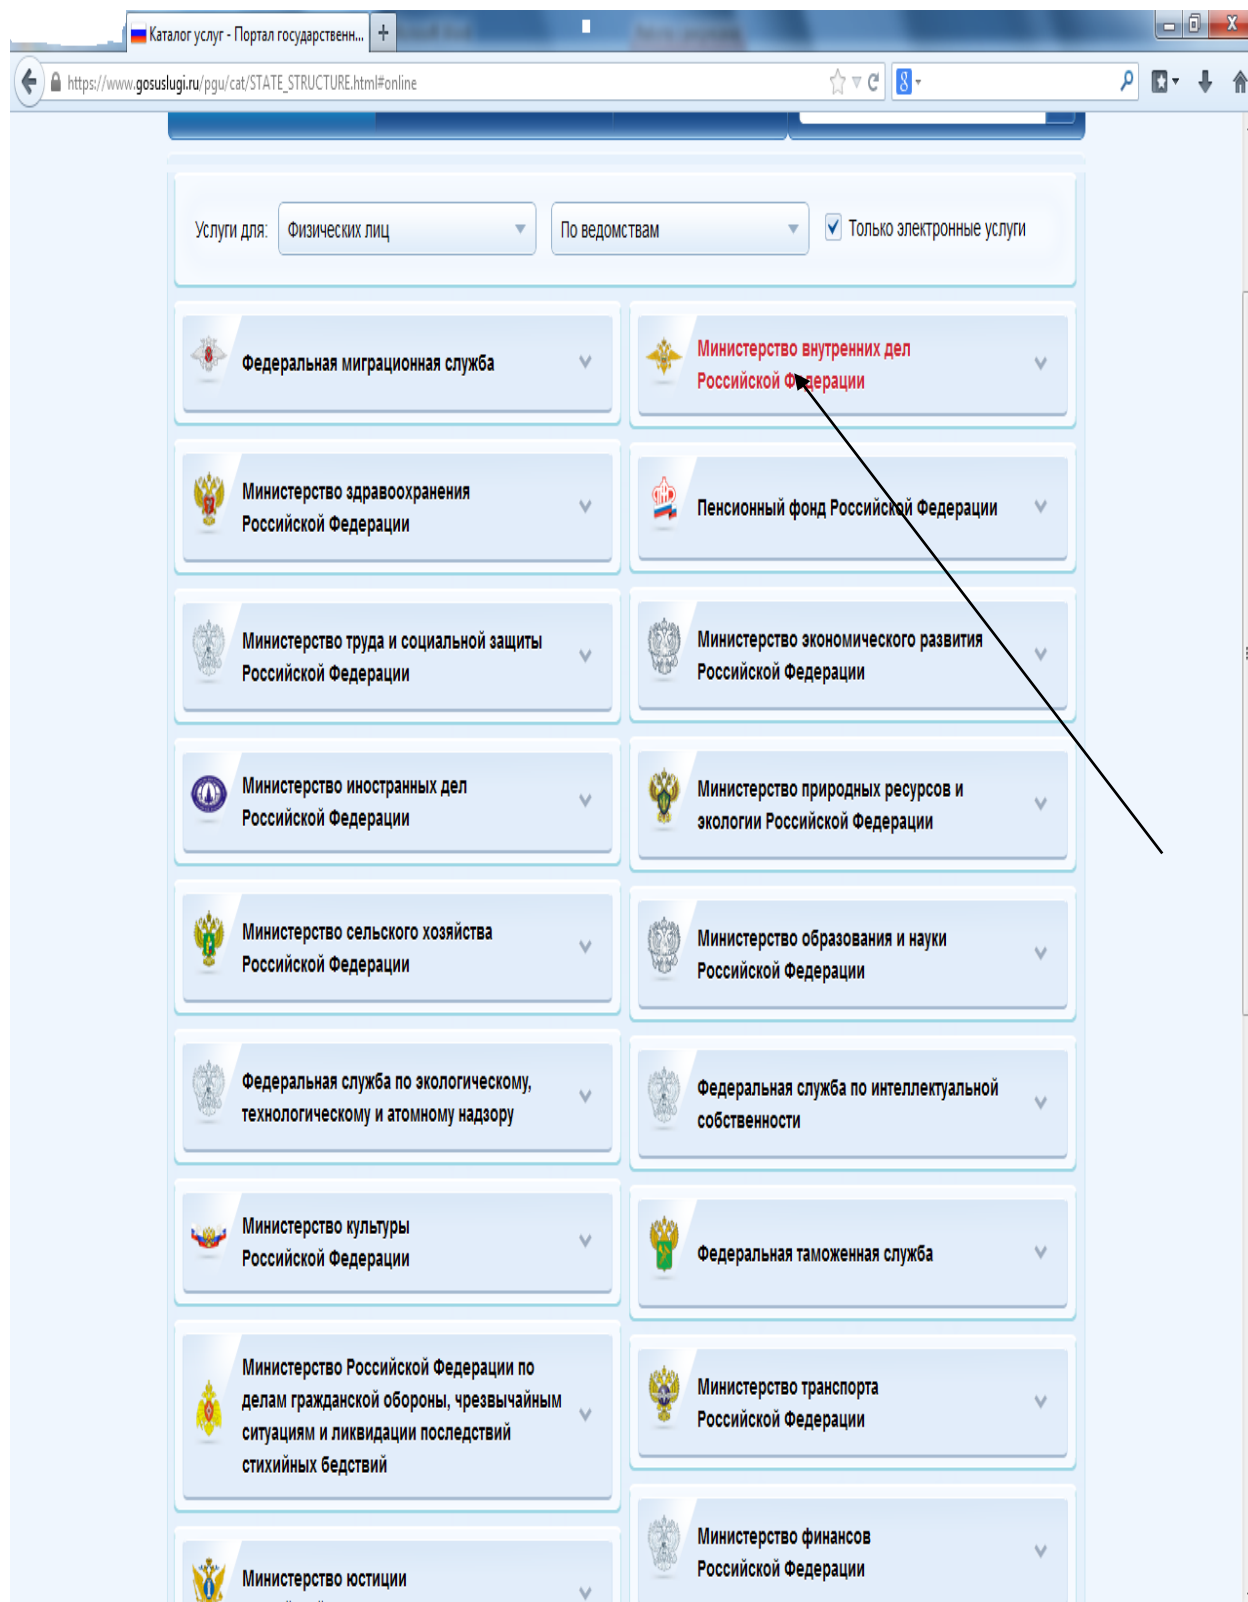 Каталог услуг - Портал государственн...
https://www.gosuslugi.ru/pgu/cat/STATE_STRUCTURE.html#online
Услуги для:
Физических лиц
По ведомствам
Только электронные услуги
Федеральная миграционная служба
Министерство внутренних дел
Российской Федерации
Министерство здравоохранения
Российской Федерации
Пенсионный фонд Российской Федерации
Министерство труда и социальной защиты
Российской Федерации
Министерство экономического развития
Российской Федерации
Министерство иностранных дел
Российской Федерации
Министерство природных ресурсов и
экологии Российской Федерации
Министерство сельского хозяйства
Российской Федерации
Министерство образования и науки
Российской Федерации
Федеральная служба по экологическому,
технологическому и атомному надзору
Федеральная служба по интеллектуальной
собственности
Министерство культуры
Российской Федерации
Федеральная таможенная служба
Министерство Российской Федерации по
делам гражданской обороны, чрезвычайным
ситуациям и ликвидации последствий
стихийных бедствий
Министерство транспорта
Российской Федерации
Министерство финансов
Российской Федерации
Министерство юстиции